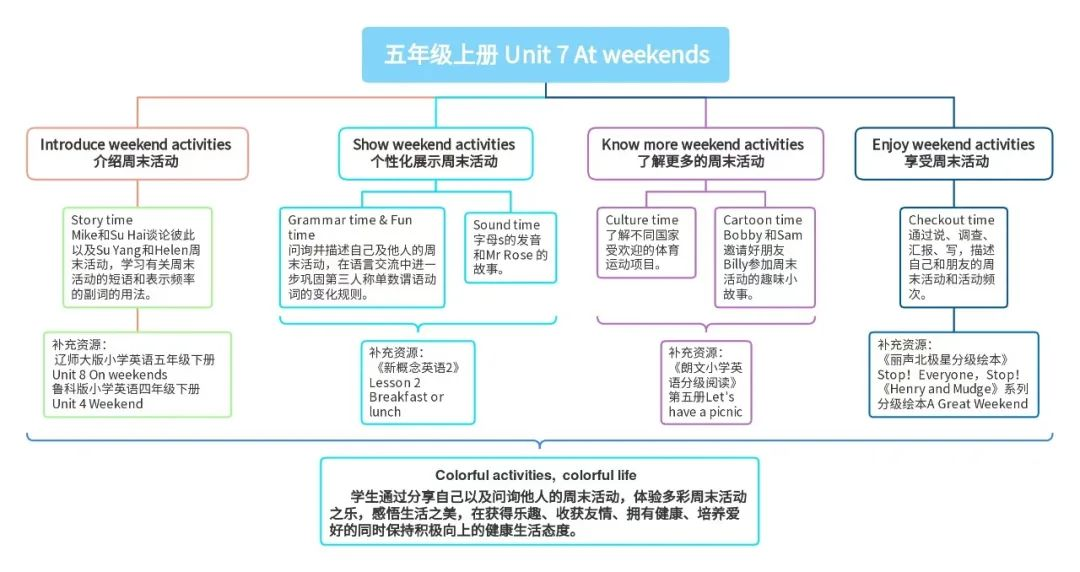 五年级上册 Unit 7 At weekends
Introduce weekend activities
介绍周末活动
Show weekend activities
个性化展示周末活动
Know more weekend activities
了解更多的周末活动
Enjoy weekend activities
享受周末活动
Story time
Mike和Su Hai谈论彼此
以及Su Yang和Helen周
末活动，学习有关周末
活动的短语和表示频率
的副词的用法。
Grammar time & Fun
time
问询并描述自己及他人的周
末活动，在语言交流中进一
步巩固第三人称单数谓语动
词的变化规则。
Sound time
字母s的发音
和Mr Rose 的
故事。
Culture time
了解不同国家
受欢迎的体育
运动项目。
Cartoon time
Bobby 和Sam
邀请好朋友
Billy参加周末
活动的趣味小
故事。
Checkout time
通过说、调查、
汇报、写，描述
自己和朋友的周
末活动和活动频
次。
补充资源：
辽师大版小学英语五年级下册
Unit 8 On weekends
鲁科版小学英语四年级下册
Unit 4 Weekend
补充资源：
《新概念英语2》
Lesson 2
Breakfast or
lunch
补充资源：
《朗文小学英
语分级阅读》
第五册Let's
have a picnic
补充资源：
《丽声北极星分级绘本》
Stop！Everyone，Stop！
《Henry and Mudge》系列
分级绘本A Great Weekend
Colorful activities, colorful life
学生通过分享自己以及问询他人的周末活动，体验多彩周末活动
之乐，感悟生活之美，在获得乐趣、收获友情、拥有健康、培养爱
好的同时保持积极向上的健康生活态度。